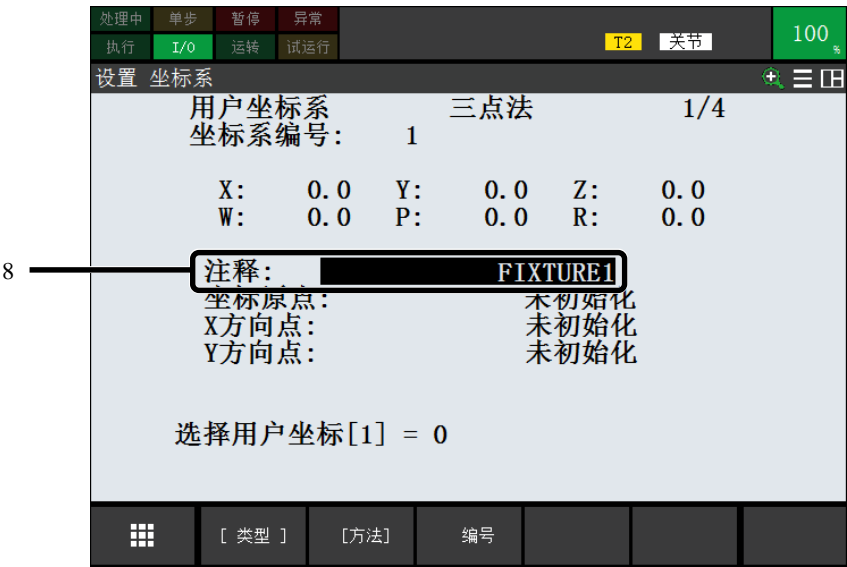 处理中 单步 暂停 异常
执行 I/O 运转 试运行 T2 关节 100%
设置 坐标系
用户坐标系 三点法 1/4
坐标系编号: 1
X: 0.0 Y: 0.0 Z: 0.0
W: 0.0 P: 0.0 R: 0.0
8 注释: FIXTURE1
坐标原点: 未初始化
X方向点: 未初始化
Y方向点: 未初始化
选择用户坐标[1] = 0
[ 类型 ] [方法] 编号